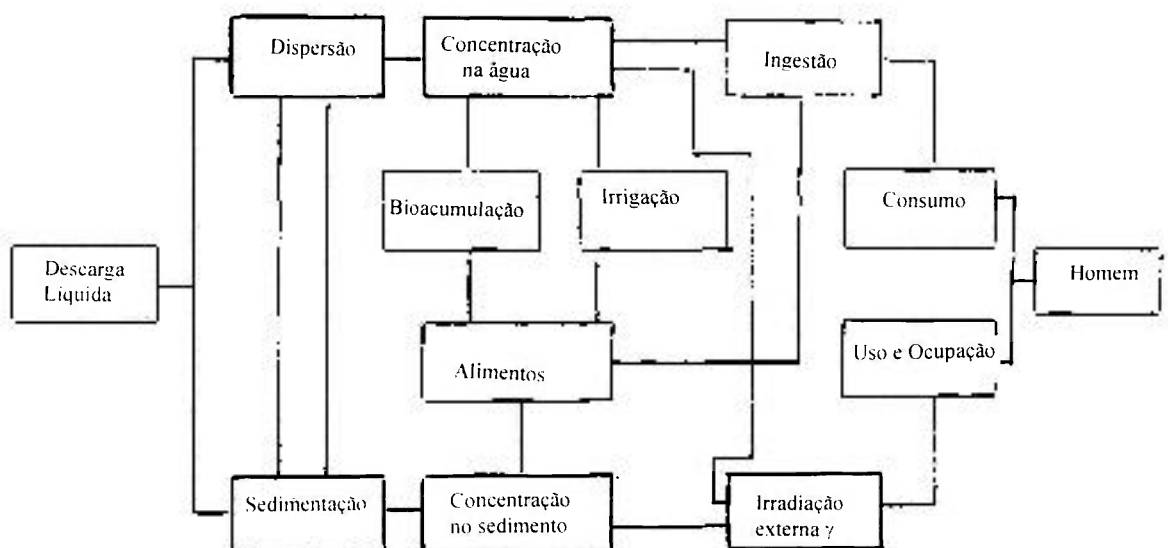 Dispersão
Concentração
na água
Ingestão
Bioacumulação
Irrigação
Consumo
Descarga
Líquida
Homem
Alimentos
Uso e Ocupação
Sedimentação
Concentração
no sedimento
Irradiação
externa γ